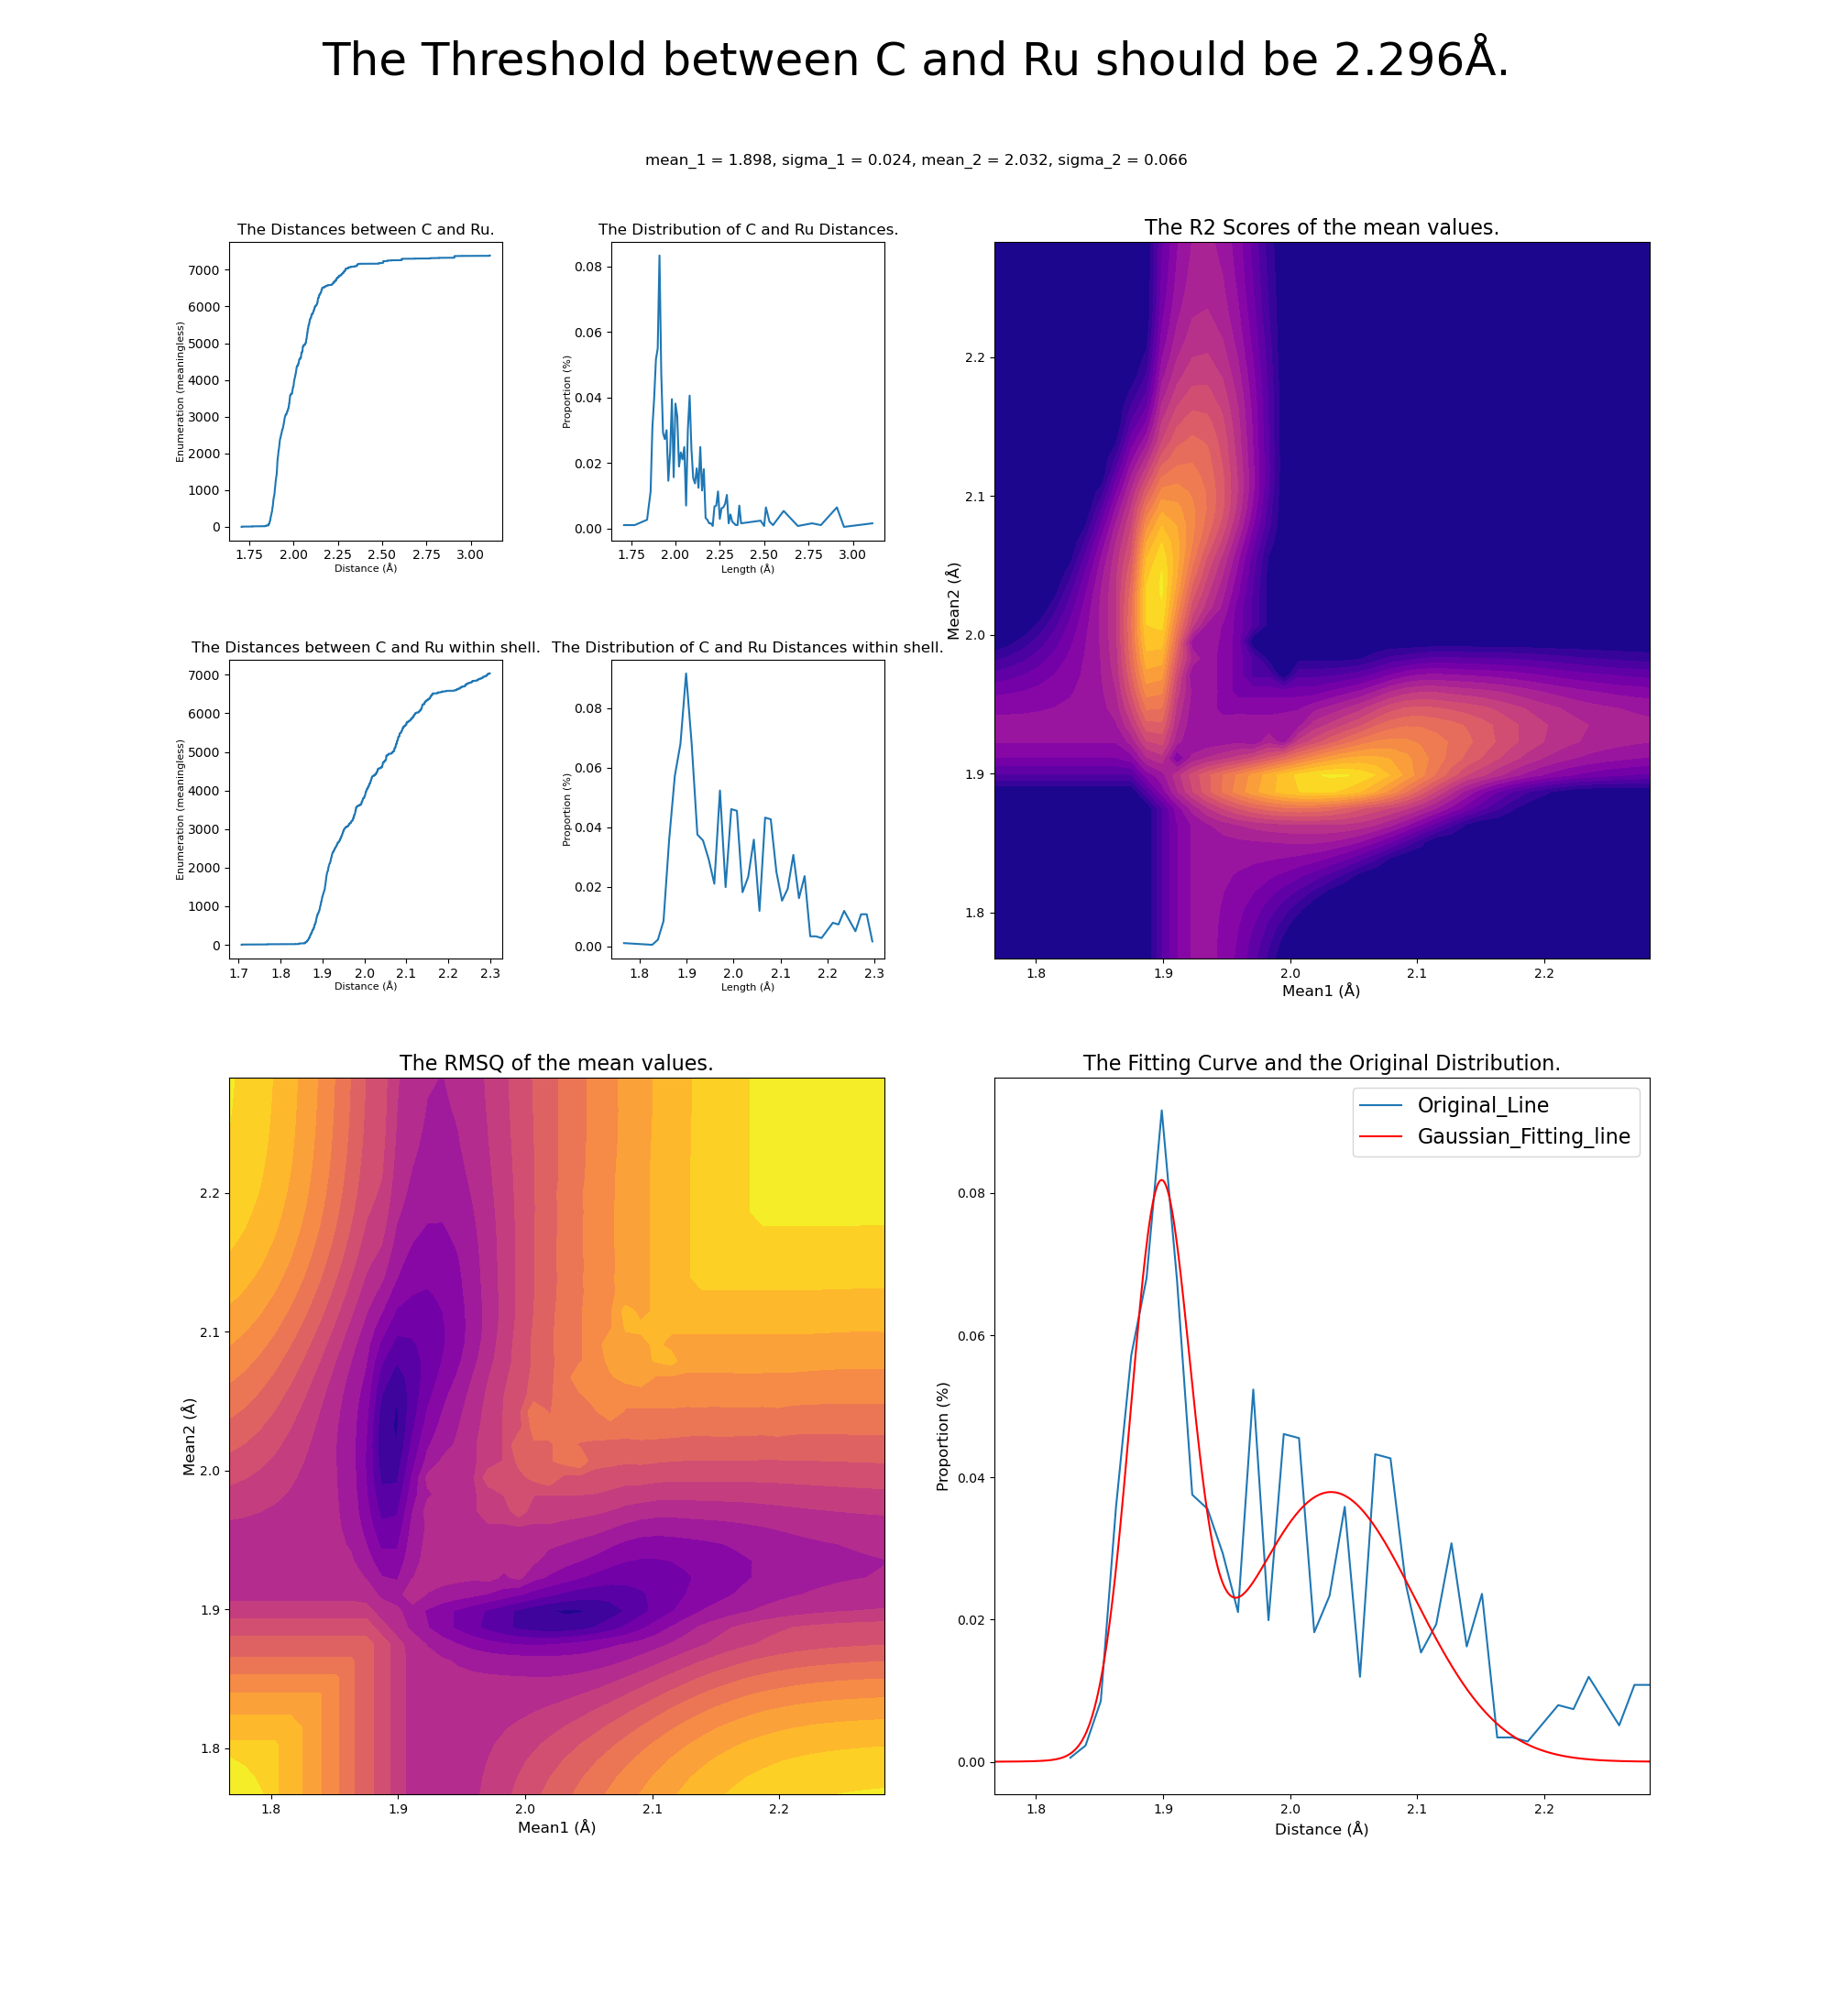 The Threshold between C and Ru should be 2.296Å.
mean_1 = 1.898, sigma_1 = 0.024, mean_2 = 2.032, sigma_2 = 0.066
The Distances between C and Ru.
7000
6000
5000
4000
3000
2000
1000
0
Enumeration (meaningless)
1.75 2.00 2.25 2.50 2.75 3.00
Distance (Å)
The Distribution of C and Ru Distances.
0.08
0.06
0.04
0.02
0.00
Proportion (%)
1.75 2.00 2.25 2.50 2.75 3.00
Length (Å)
The R2 Scores of the mean values.
2.2
2.1
2.0
1.9
1.8
Mean2 (Å)
1.8 1.9 2.0 2.1 2.2
Mean1 (Å)
The Distances between C and Ru within shell.
7000
6000
5000
4000
3000
2000
1000
0
Enumeration (meaningless)
1.7 1.8 1.9 2.0 2.1 2.2 2.3
Distance (Å)
The Distribution of C and Ru Distances within shell.
0.08
0.06
0.04
0.02
0.00
Proportion (%)
1.8 1.9 2.0 2.1 2.2 2.3
Length (Å)
The RMSQ of the mean values.
2.2
2.1
2.0
1.9
1.8
Mean2 (Å)
1.8 1.9 2.0 2.1 2.2
Mean1 (Å)
The Fitting Curve and the Original Distribution.
Original_Line
Gaussian_Fitting_line
0.08
0.06
0.04
0.02
0.00
Proportion (%)
1.8 1.9 2.0 2.1 2.2
Distance (Å)